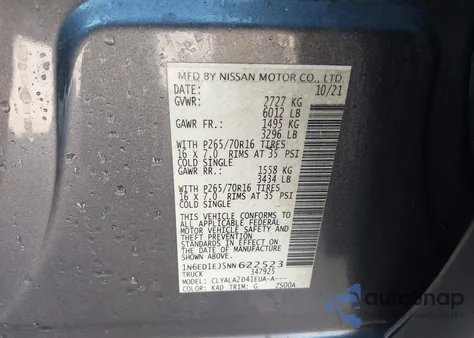 MFD BY NISSAN MOTOR CO., LTD.
DATE: 10/21
GVWR: 2727 KG
6012 LB
GAWR FR.: 1495 KG
3296 LB
WITH P265/70R16 TIRES
16 X 7.0 RIMS AT 35 PSI
COLD SINGLE
GAWR RR.: 1558 KG
3434 LB
WITH P265/70R16 TIRES
16 X 7.0 RIMS AT 35 PSI
COLD SINGLE
THIS VEHICLE CONFORMS TO ALL
APPLICABLE U.S. FEDERAL
MOTOR VEHICLE SAFETY
AND THEFT PREVENTION
STANDARDS IN EFFECT ON THE
DATE OF MANUFACTURE
SHOWN ABOVE.
1N6ED1EJ5NN622523
TRUCK 347925
MODEL: CLYALA2D41EUA-A---
COLOR: KAD TRIM: G ZS00A
autosnap